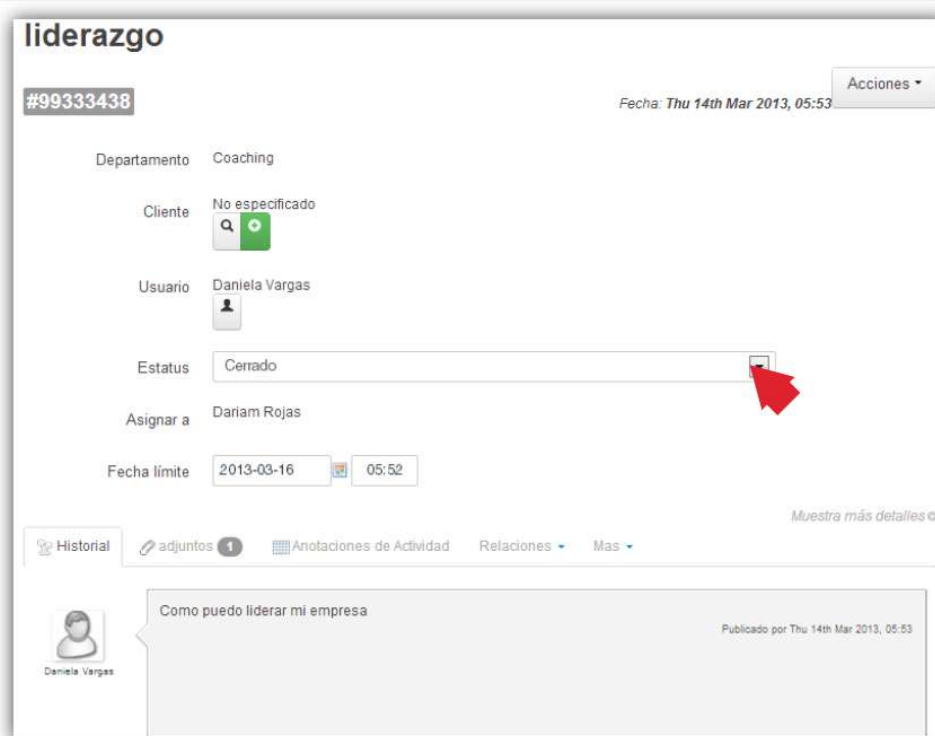 liderazgo
Acciones
#99333438
Fecha: Thu 14th Mar 2013, 05:53
Departamento Coaching
Cliente No especificado
Usuario Daniela Vargas
Estatus Cerrado
Asignar a Dariam Rojas
Fecha límite 2013-03-16 05:52
Muestra más detalles
Historial adjuntos 1 Anotaciones de Actividad Relaciones Mas
Como puedo liderar mi empresa
Publicado por Thu 14th Mar 2013, 05:53
Daniela Vargas